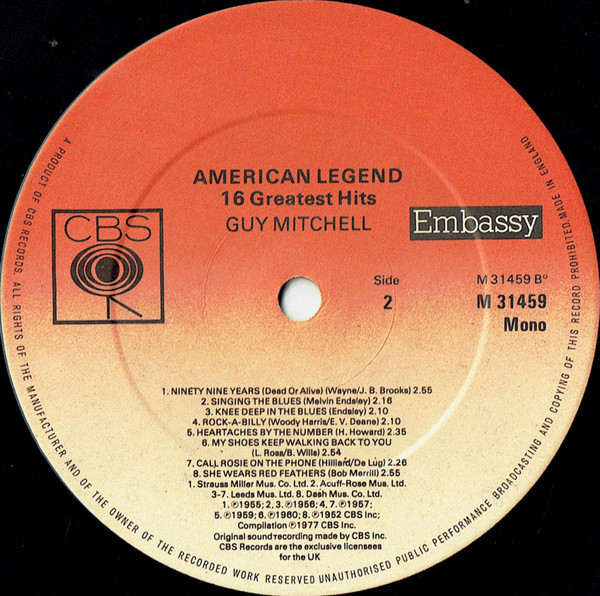 AMERICAN LEGEND
16 Greatest Hits
GUY MITCHELL
CBS
Embassy
Side
2
M 31459 Bº
M 31459
Mono
1. NINETY NINE YEARS (Dead Or Alive) (Wayne/J. B. Brooks) 2.55
2. SINGING THE BLUES (Melvin Endsley) 2.16
3. KNEE DEEP IN THE BLUES (Endsley) 2.10
4. ROCK-A-BILLY (Woody Harris/E. V. Deane) 2.10
5. HEARTACHES BY THE NUMBER (H. Howard) 2.35
6. MY SHOES KEEP WALKING BACK TO YOU
(L. Ross/B. Wills) 2.54
7. CALL ROSIE ON THE PHONE (Hilliard/De Lug) 2.26
8. SHE WEARS RED FEATHERS (Bob Merrill) 2.55
1. Strauss Miller Mus. Co. Ltd. 2. Acuff-Rose Mus. Ltd.
3-7. Leeds Mus. Ltd. 8. Dash Mus. Co. Ltd.
1. ℗1955; 2, 3. ℗1956; 4, 7. ℗1957;
5. ℗1959; 6. ℗1960; 8. ℗1952 CBS Inc;
Compilation ℗1977 CBS Inc.
Original sound recording made by CBS Inc.
CBS Records are the exclusive licensees
for the UK
A PRODUCT OF CBS RECORDS. ALL RIGHTS OF THE MANUFACTURER AND OF THE OWNER OF THE RECORDED WORK RESERVED UNAUTHORISED PUBLIC PERFORMANCE BROADCASTING AND COPYING OF THIS RECORD PROHIBITED. MADE IN ENGLAND